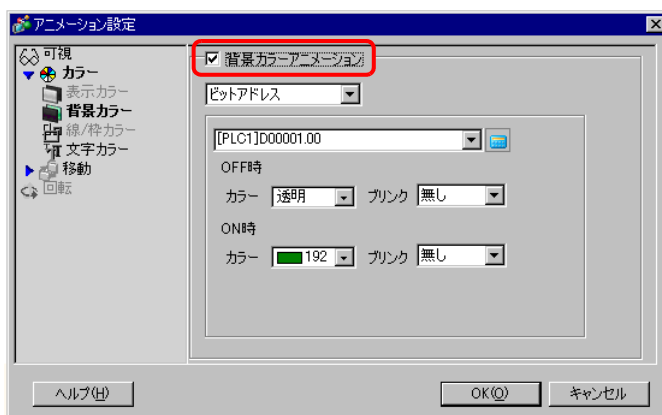 アニメーション設定
可視
カラー
表示カラー
背景カラー
線/枠カラー
文字カラー
移動
回転
背景カラーアニメーション
ビットアドレス
[PLC1]D00001.00
OFF時
カラー 透明 ブリンク 無し
ON時
カラー 192 ブリンク 無し
ヘルプ(H) OK(O) キャンセル